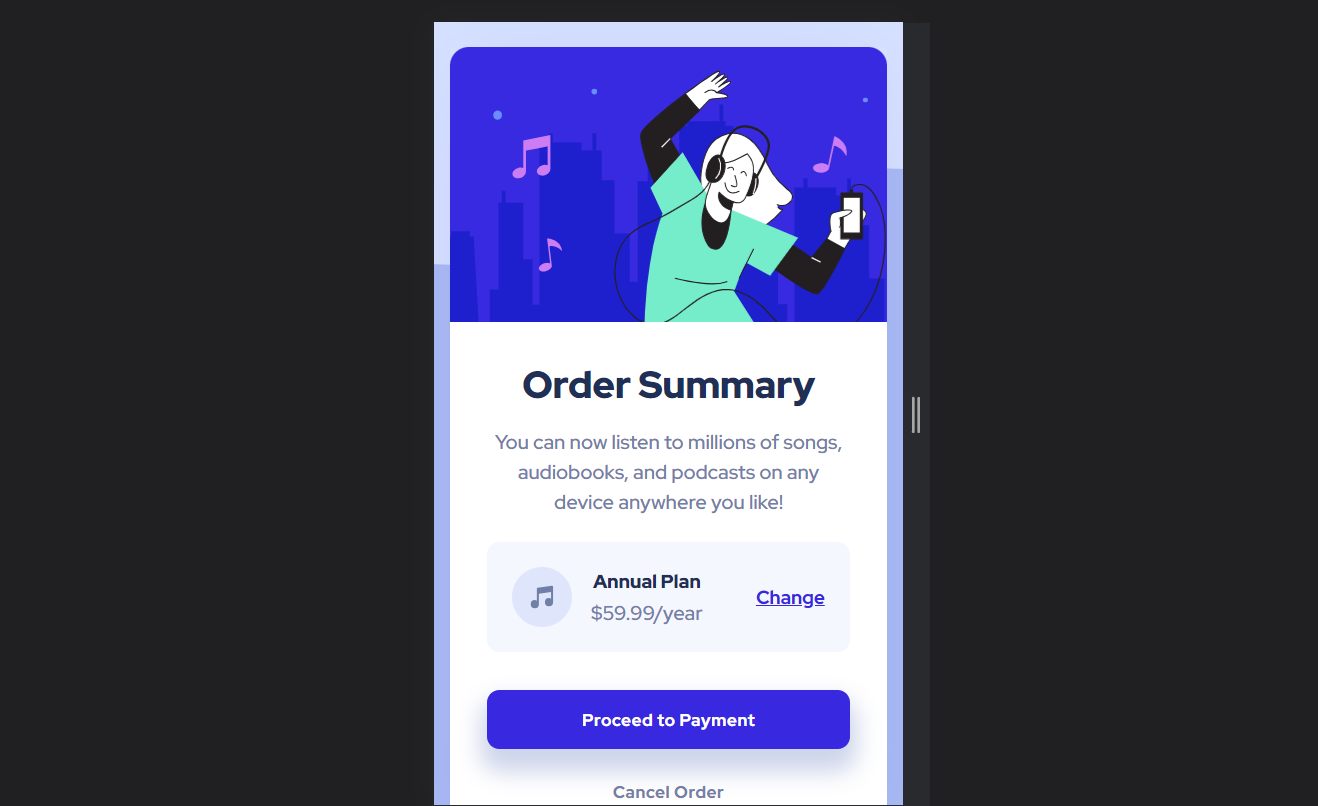 Order Summary
You can now listen to millions of songs,
audiobooks, and podcasts on any
device anywhere you like!
Annual Plan
$59.99/year
Change
Proceed to Payment
Cancel Order